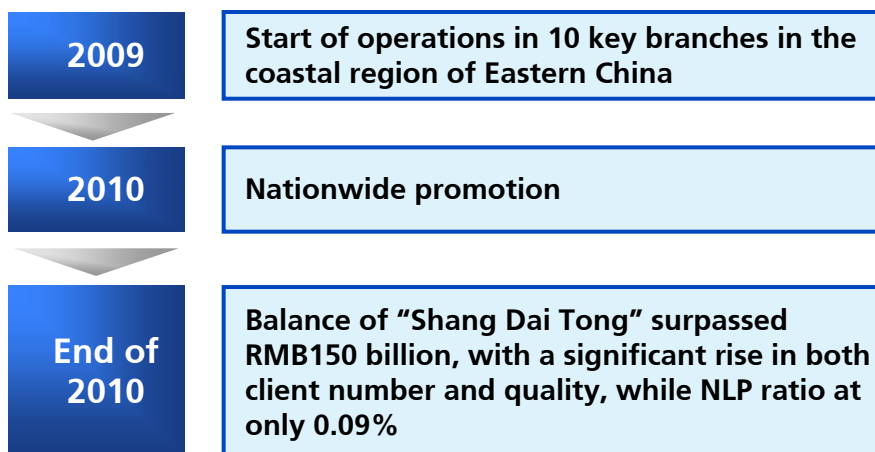 2009
Start of operations in 10 key branches in the
coastal region of Eastern China
2010
Nationwide promotion
End of
2010
Balance of “Shang Dai Tong” surpassed
RMB150 billion, with a significant rise in both
client number and quality, while NLP ratio at
only 0.09%